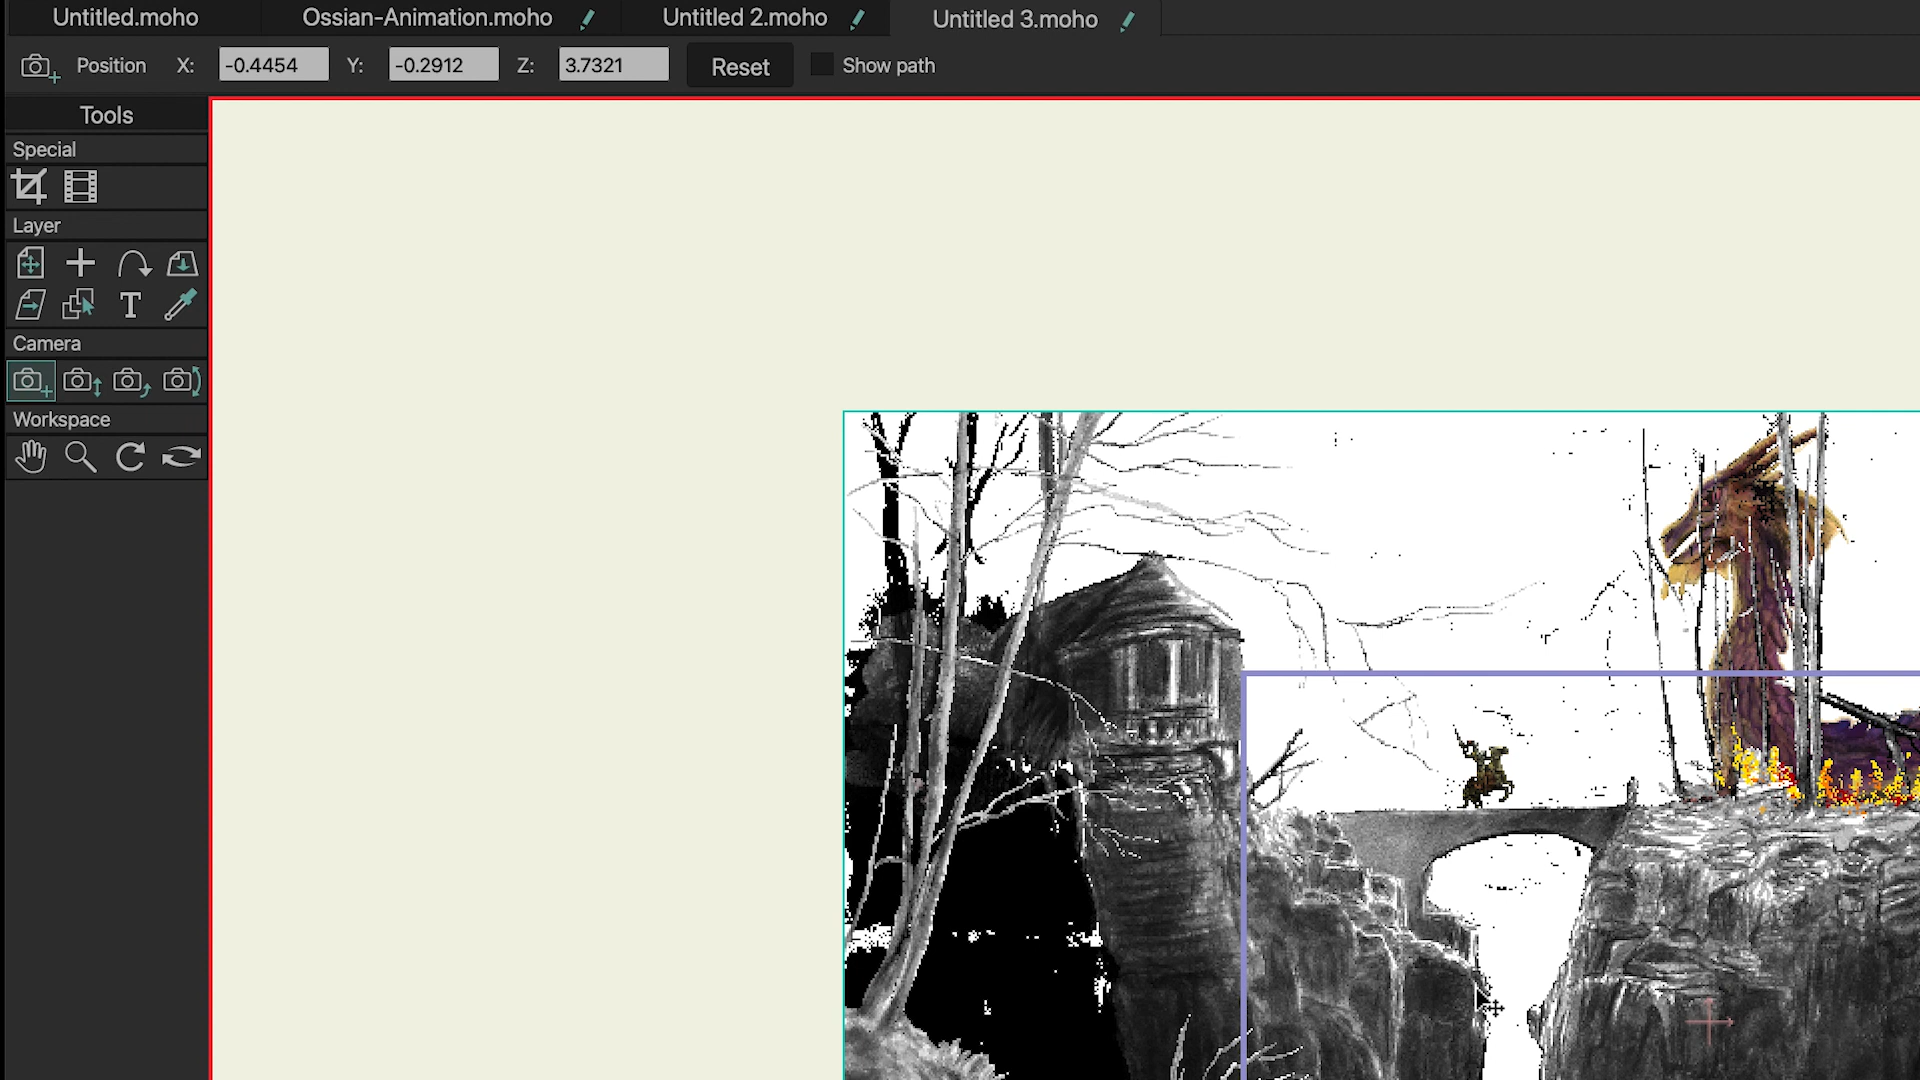 Untitled.moho Ossian-Animation.moho Untitled 2.moho Untitled 3.moho
Position X: -0.4454 Y: -0.2912 Z: 3.7321 Reset Show path
Tools
Special
Layer
T
Camera
Workspace